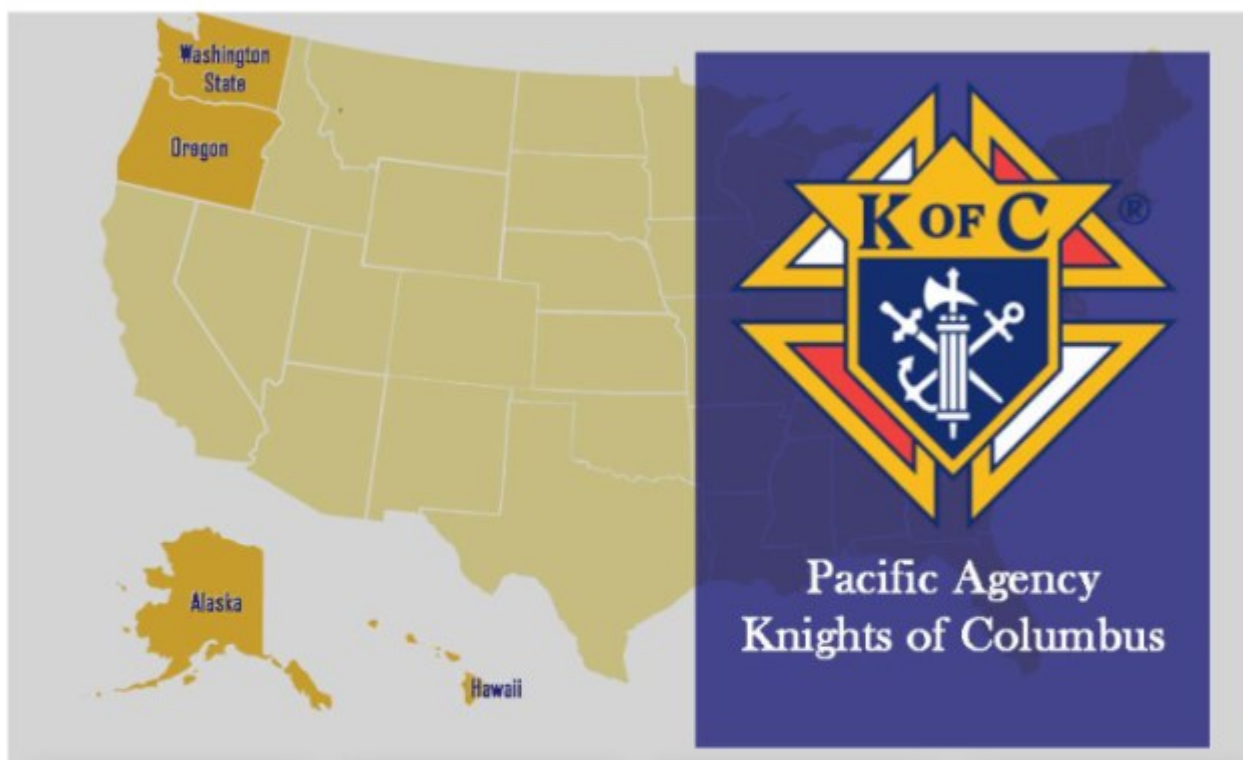 Washington
State
Oregon
Alaska
Hawaii
K OF C
®
Pacific Agency
Knights of Columbus